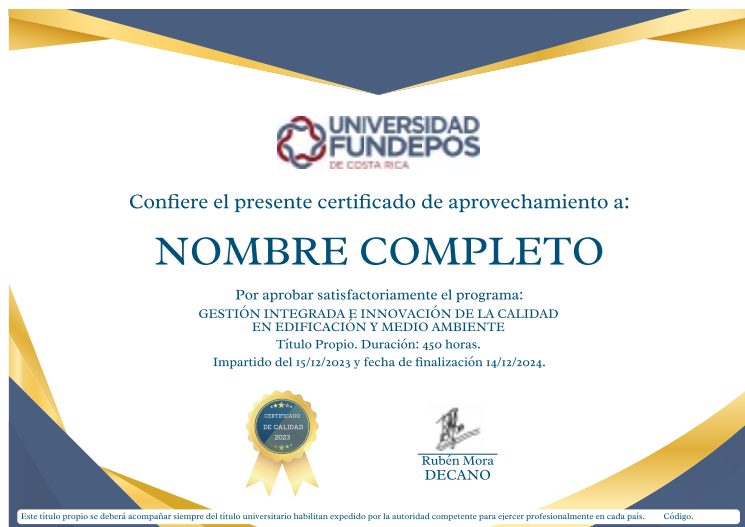 UNIVERSIDAD
FUNDEPOS
DE COSTA RICA
Confiere el presente certificado de aprovechamiento a:
NOMBRE COMPLETO
Por aprobar satisfactoriamente el programa:
GESTIÓN INTEGRADA E INNOVACIÓN DE LA CALIDAD
EN EDIFICACIÓN Y MEDIO AMBIENTE
Título Propio. Duración: 450 horas.
Impartido del 15/12/2023 y fecha de finalización 14/12/2024.
CERTIFICADO
DE CALIDAD
2023
Rubén Mora
DECANO
Este título propio se deberá acompañar siempre del título universitario habilitan expedido por la autoridad competente para ejercer profesionalmente en cada país. Código.